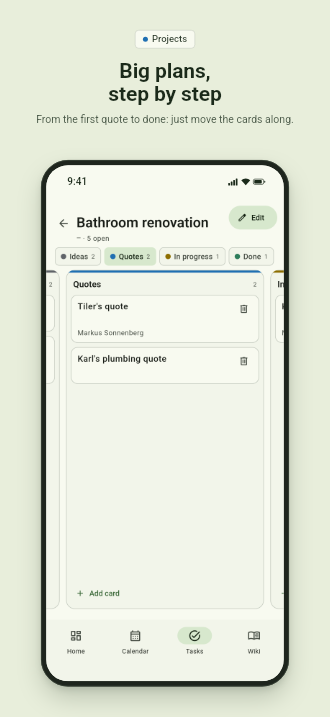 Projects
Big plans,
step by step
From the first quote to done: just move the cards along.
9:41
Bathroom renovation
Edit
– · 5 open
Ideas 2
Quotes 2
In progress 1
Done 1
2
Quotes 2
In
Tiler's quote
Markus Sonnenberg
Karl's plumbing quote
+ Add card
Home
Calendar
Tasks
Wiki